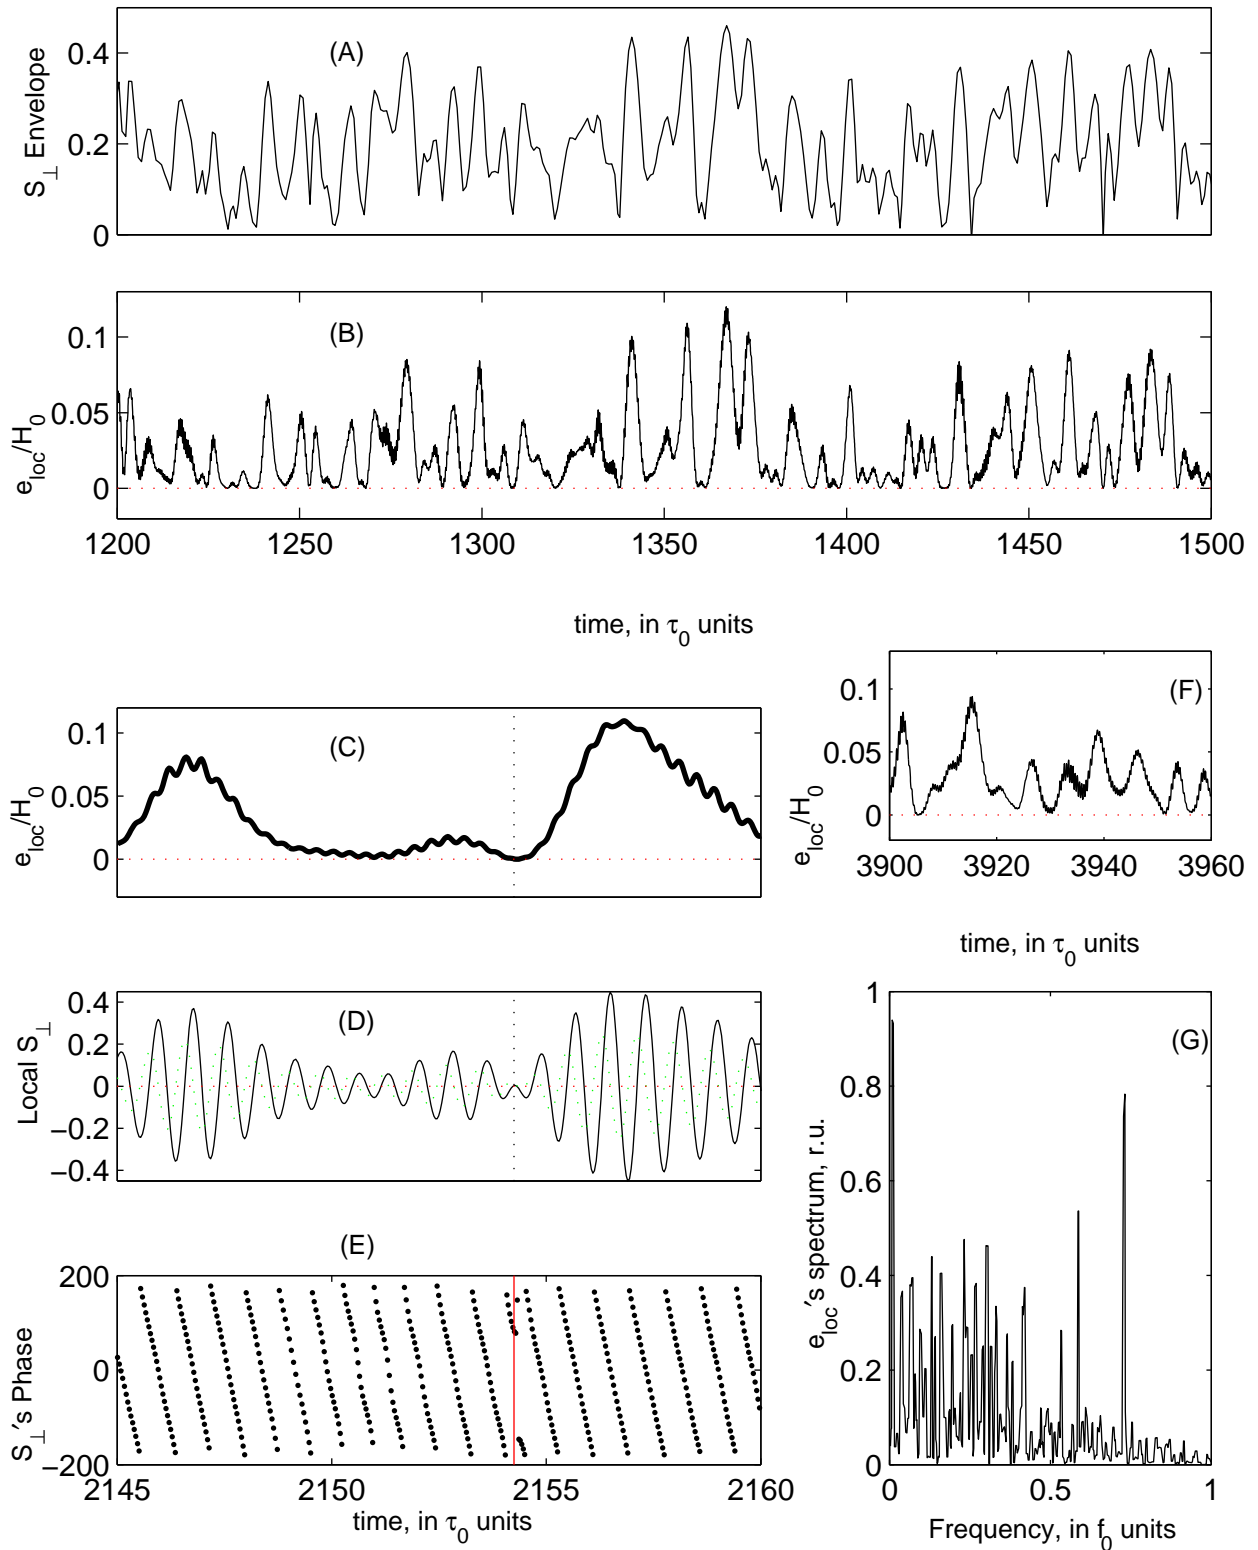 (A)
S⊥ Envelope
0.4
0.2
0
(B)
e_loc/H_0
0.1
0.05
0
1200 1250 1300 1350 1400 1450 1500
time, in τ_0 units
(C)
e_loc/H_0
0.1
0.05
0
(F)
e_loc/H_0
0.1
0.05
0
3900 3920 3940 3960
time, in τ_0 units
(D)
Local S⊥
0.4
0.2
0
−0.2
−0.4
(E)
S⊥'s Phase
200
0
−200
2145 2150 2155 2160
time, in τ_0 units
(G)
e_loc's spectrum, r.u.
1
0.8
0.6
0.4
0.2
0
0 0.5 1
Frequency, in f_0 units